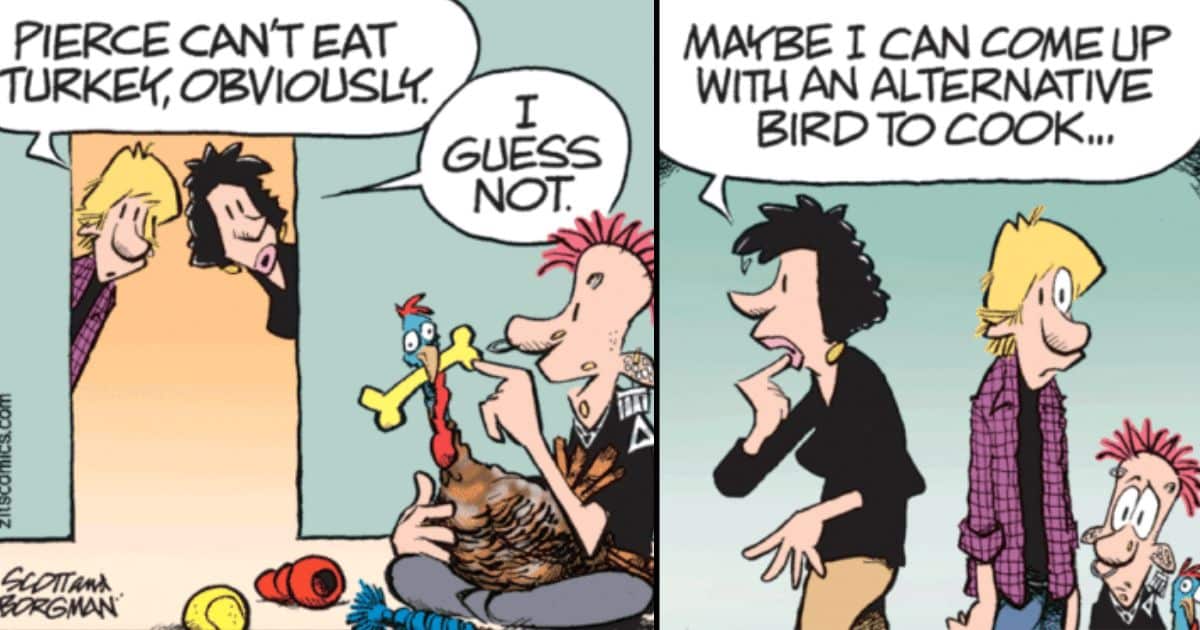 PIERCE CAN'T EAT
TURKEY, OBVIOUSLY.
I
GUESS
NOT.
zitscomics.com
SCOTT and
BORGMAN
MAYBE I CAN COME UP
WITH AN ALTERNATIVE
BIRD TO COOK...